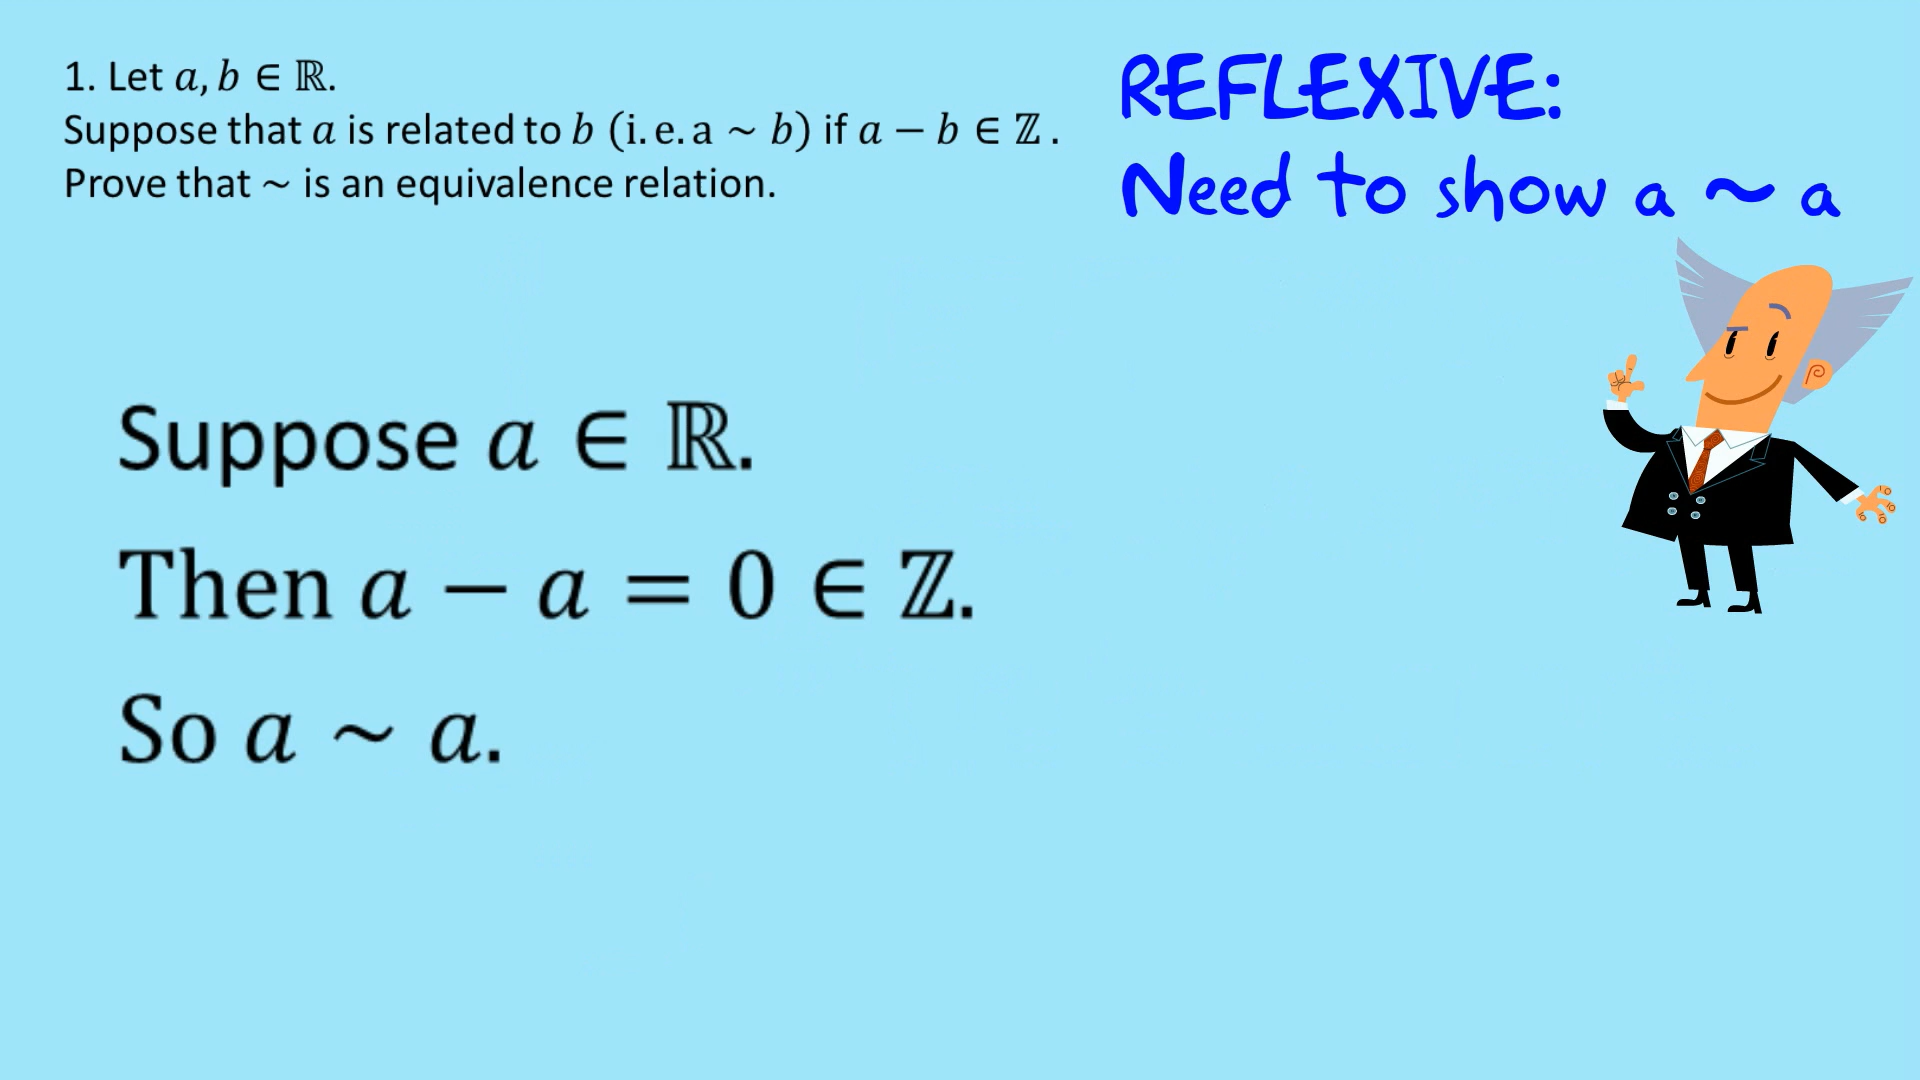 1. Let a, b ∈ ℝ.
Suppose that a is related to b (i.e. a ~ b) if a − b ∈ ℤ .
Prove that ~ is an equivalence relation.
REFLEXIVE:
Need to show a ~ a
Suppose a ∈ ℝ.
Then a − a = 0 ∈ ℤ.
So a ~ a.